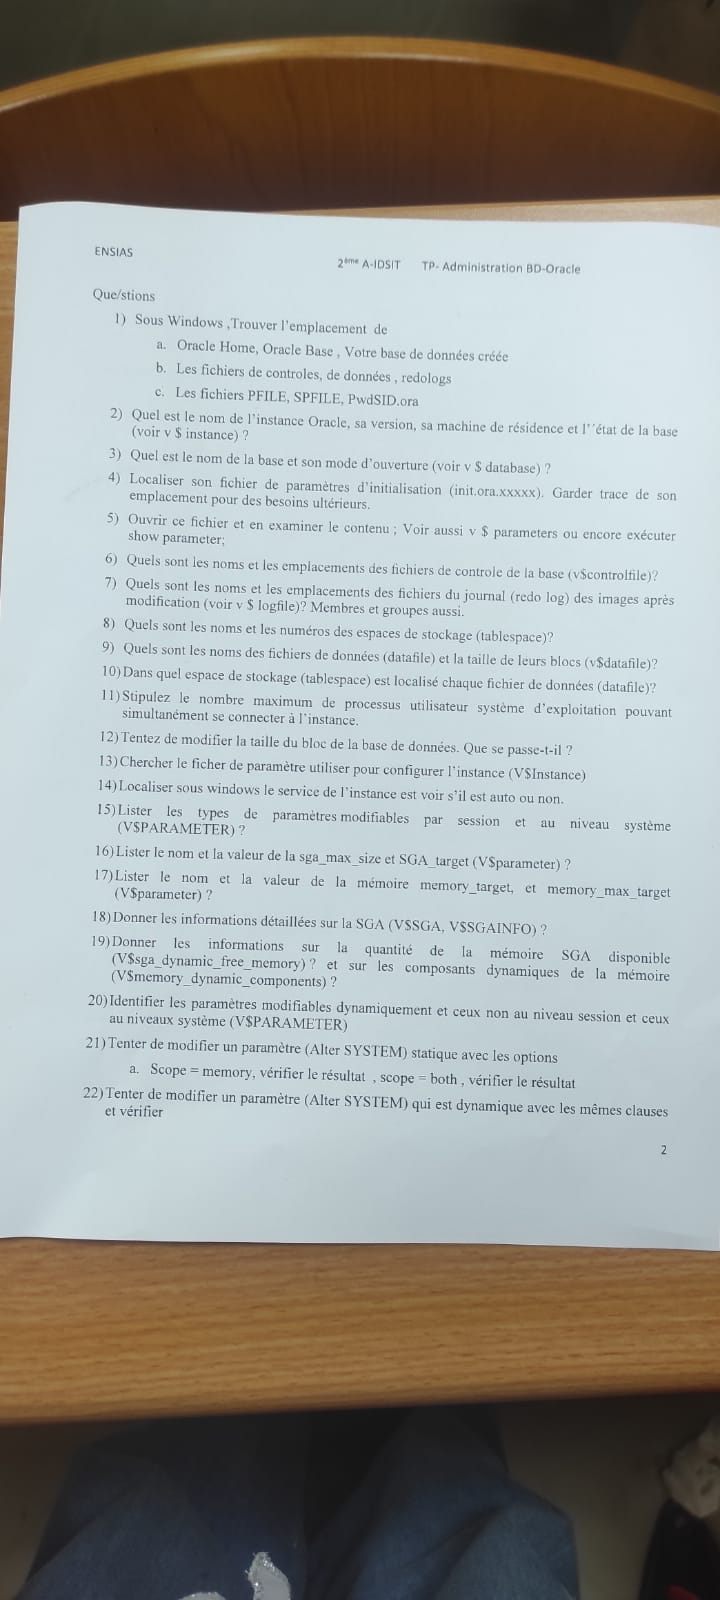 ENSIAS
2ème A-IDSIT TP- Administration BD-Oracle
Que/stions
1) Sous Windows ,Trouver l'emplacement de
a. Oracle Home, Oracle Base , Votre base de données créée
b. Les fichiers de controles, de données , redologs
c. Les fichiers PFILE, SPFILE, PwdSID.ora
2) Quel est le nom de l'instance Oracle, sa version, sa machine de résidence et l'´état de la base
(voir v $ instance) ?
3) Quel est le nom de la base et son mode d'ouverture (voir v $ database) ?
4) Localiser son fichier de paramètres d'initialisation (init.ora.xxxxx). Garder trace de son
emplacement pour des besoins ultérieurs.
5) Ouvrir ce fichier et en examiner le contenu ; Voir aussi v $ parameters ou encore exécuter
show parameter;
6) Quels sont les noms et les emplacements des fichiers de controle de la base (v$controlfile)?
7) Quels sont les noms et les emplacements des fichiers du journal (redo log) des images après
modification (voir v $ logfile)? Membres et groupes aussi.
8) Quels sont les noms et les numéros des espaces de stockage (tablespace)?
9) Quels sont les noms des fichiers de données (datafile) et la taille de leurs blocs (v$datafile)?
10) Dans quel espace de stockage (tablespace) est localisé chaque fichier de données (datafile)?
11) Stipulez le nombre maximum de processus utilisateur système d'exploitation pouvant
simultanément se connecter à l'instance.
12) Tentez de modifier la taille du bloc de la base de données. Que se passe-t-il ?
13) Chercher le ficher de paramètre utiliser pour configurer l'instance (V$Instance)
14) Localiser sous windows le service de l'instance est voir s'il est auto ou non.
15) Lister les types de paramètres modifiables par session et au niveau système
(V$PARAMETER) ?
16) Lister le nom et la valeur de la sga_max_size et SGA_target (V$parameter) ?
17) Lister le nom et la valeur de la mémoire memory_target, et memory_max_target
(V$parameter) ?
18) Donner les informations détaillées sur la SGA (V$SGA, V$SGAINFO) ?
19) Donner les informations sur la quantité de la mémoire SGA disponible
(V$sga_dynamic_free_memory) ? et sur les composants dynamiques de la mémoire
(V$memory_dynamic_components) ?
20) Identifier les paramètres modifiables dynamiquement et ceux non au niveau session et ceux
au niveaux système (V$PARAMETER)
21) Tenter de modifier un paramètre (Alter SYSTEM) statique avec les options
a. Scope = memory, vérifier le résultat , scope = both , vérifier le résultat
22) Tenter de modifier un paramètre (Alter SYSTEM) qui est dynamique avec les mêmes clauses
et vérifier
2